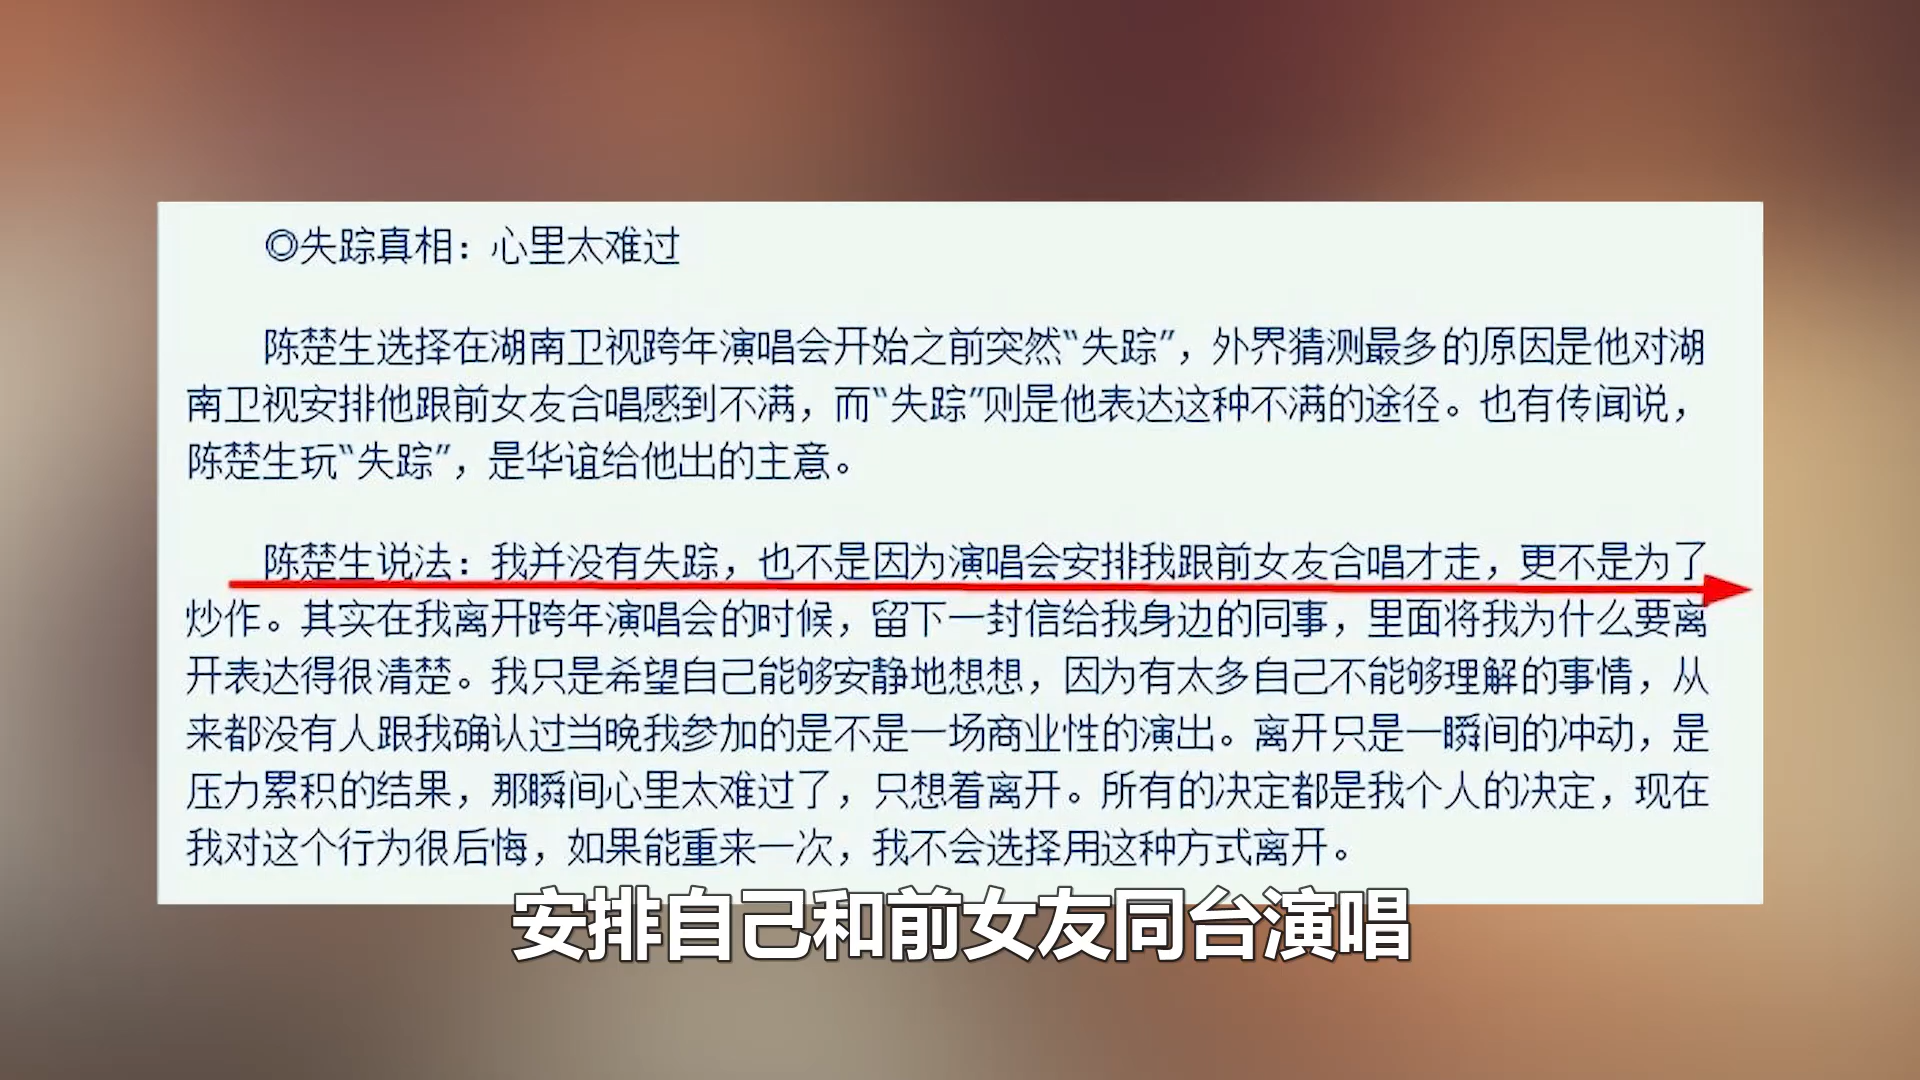 ◎失踪真相：心里太难过
陈楚生选择在湖南卫视跨年演唱会开始之前突然“失踪”，外界猜测最多的原因是他对湖
南卫视安排他跟前女友合唱感到不满，而“失踪”则是他表达这种不满的途径。也有传闻说，
陈楚生玩“失踪”，是华谊给他出的主意。
陈楚生说法：我并没有失踪，也不是因为演唱会安排我跟前女友合唱才走，更不是为了
炒作。其实在我离开跨年演唱会的时候，留下一封信给我身边的同事，里面将我为什么要离
开表达得很清楚。我只是希望自己能够安静地想想，因为有太多自己不能够理解的事情，从
来都没有人跟我确认过当晚我参加的是不是一场商业性的演出。离开只是一瞬间的冲动，是
压力累积的结果，那瞬间心里太难过了，只想着离开。所有的决定都是我个人的决定，现在
我对这个行为很后悔，如果能重来一次，我不会选择用这种方式离开。
安排自己和前女友同台演唱